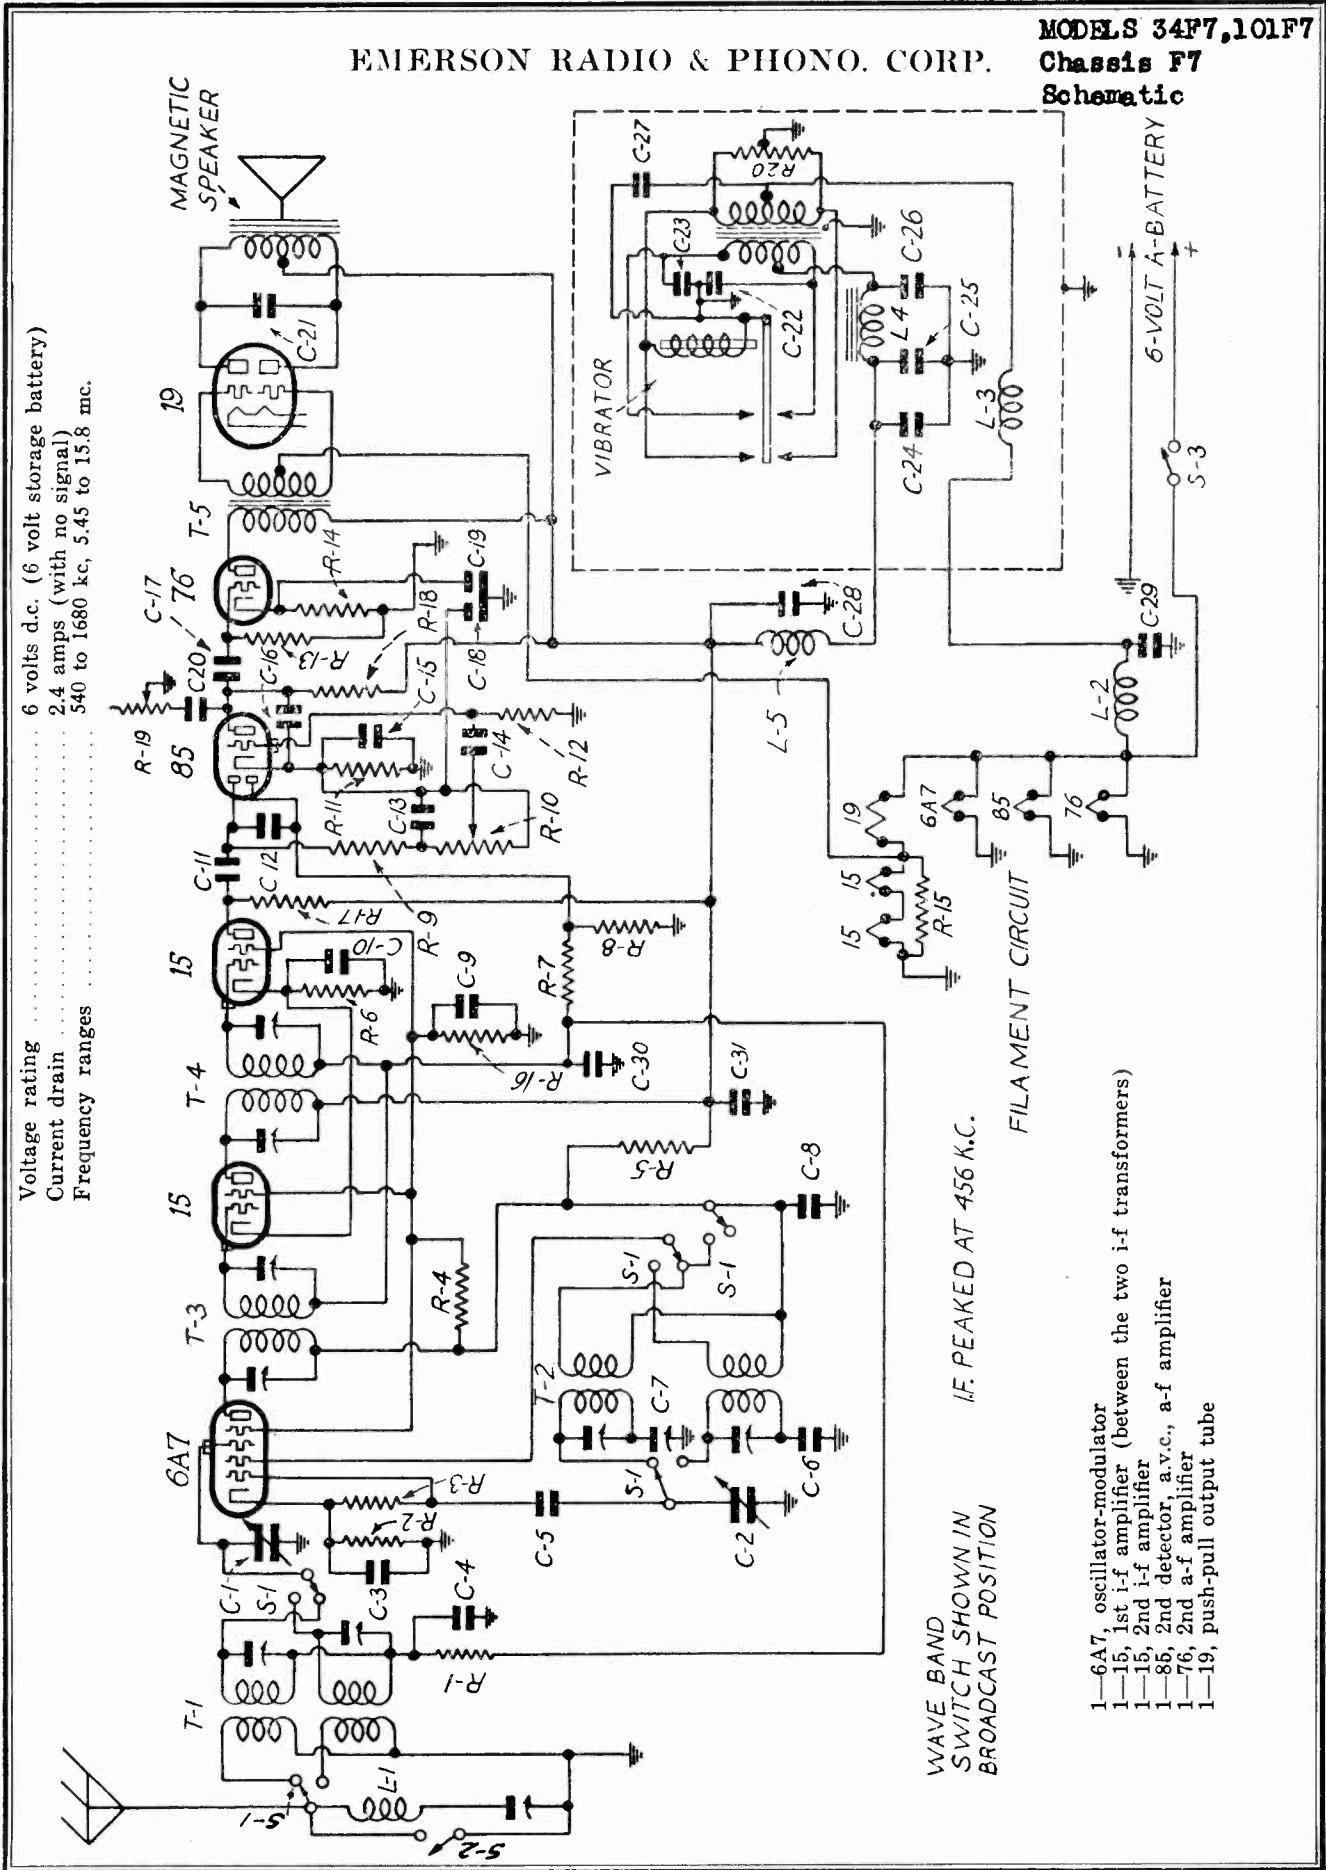 EMERSON RADIO & PHONO. CORP.
MODELS 34F7,101F7
Chassis F7
Schematic
Voltage rating . . . . . . . . . . . . . . . . . . . . 6 volts d.c. (6 volt storage battery)
Current drain . . . . . . . . . . . . . . . . . . . . 2.4 amps (with no signal)
Frequency ranges . . . . . . . . . . . . . . . . . . . . 540 to 1680 kc, 5.45 to 15.8 mc.
MAGNETIC
SPEAKER
T-1
6A7
T-3
15
T-4
15
85
76
T-5
19
R-19
C-11
C12
C20
C-17
C-16
C-21
C-1
S-1
S-1
L-1
S-2
R-1
C-3
C-4
R-2
R-3
C-5
C-2
S-1
C-6
C-7
T-2
S-1
S-1
C-8
R-4
R-5
C-31
C-30
R-16
C-9
R-6
C-10
R-17
R-7
R-8
R-9
R-10
R-11
C-13
C-14
R-12
C-15
R-18
R-13
R-14
C-18
C-19
L-5
C-28
VIBRATOR
C-22
C-23
C-27
R20
L4
C-24
C-25
C-26
L-3
6-VOLT A-BATTERY
-
+
S-3
L-2
C-29
19
6A7
85
76
15
15
R-15
FILAMENT CIRCUIT
I.F. PEAKED AT 456 K.C.
WAVE BAND
SWITCH SHOWN IN
BROADCAST POSITION
1—6A7, oscillator-modulator
1—15, 1st i-f amplifier (between the two i-f transformers)
1—15, 2nd i-f amplifier
1—85, 2nd detector, a.v.c., a-f amplifier
1—76, 2nd a-f amplifier
1—19, push-pull output tube